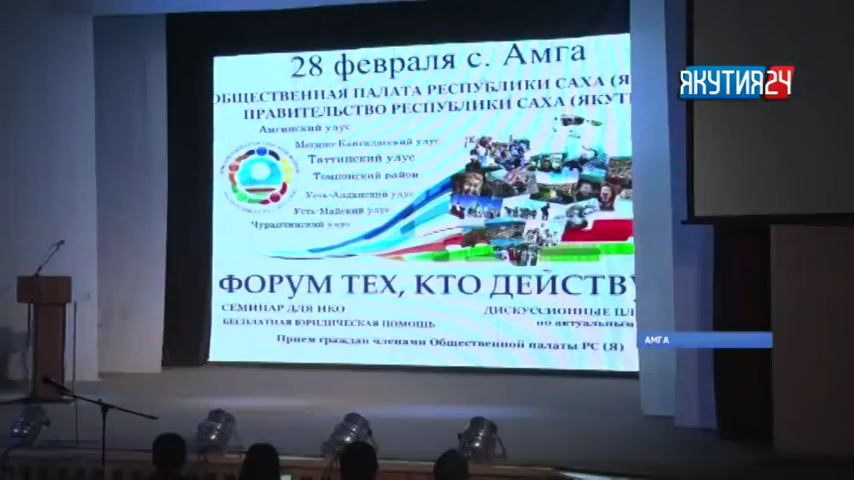 28 февраля с. Амга
ОБЩЕСТВЕННАЯ ПАЛАТА РЕСПУБЛИКИ САХА (Я
ПРАВИТЕЛЬСТВО РЕСПУБЛИКИ САХА (ЯКУТ
Амгинский улус
Мегино-Кангаласский улус
Таттинский улус
Томпонский район
Усть-Алданский улус
Усть-Майский улус
Чурапчинский улус
ФОРУМ ТЕХ, КТО ДЕЙСТВУ
СЕМИНАР ДЛЯ НКО
БЕСПЛАТНАЯ ЮРИДИЧЕСКАЯ ПОМОЩЬ
ДИСКУССИОННЫЕ ПЛ
по актуальным
Прием граждан членами Общественной палаты РС (Я)
ЯКУТИЯ24
АМГА